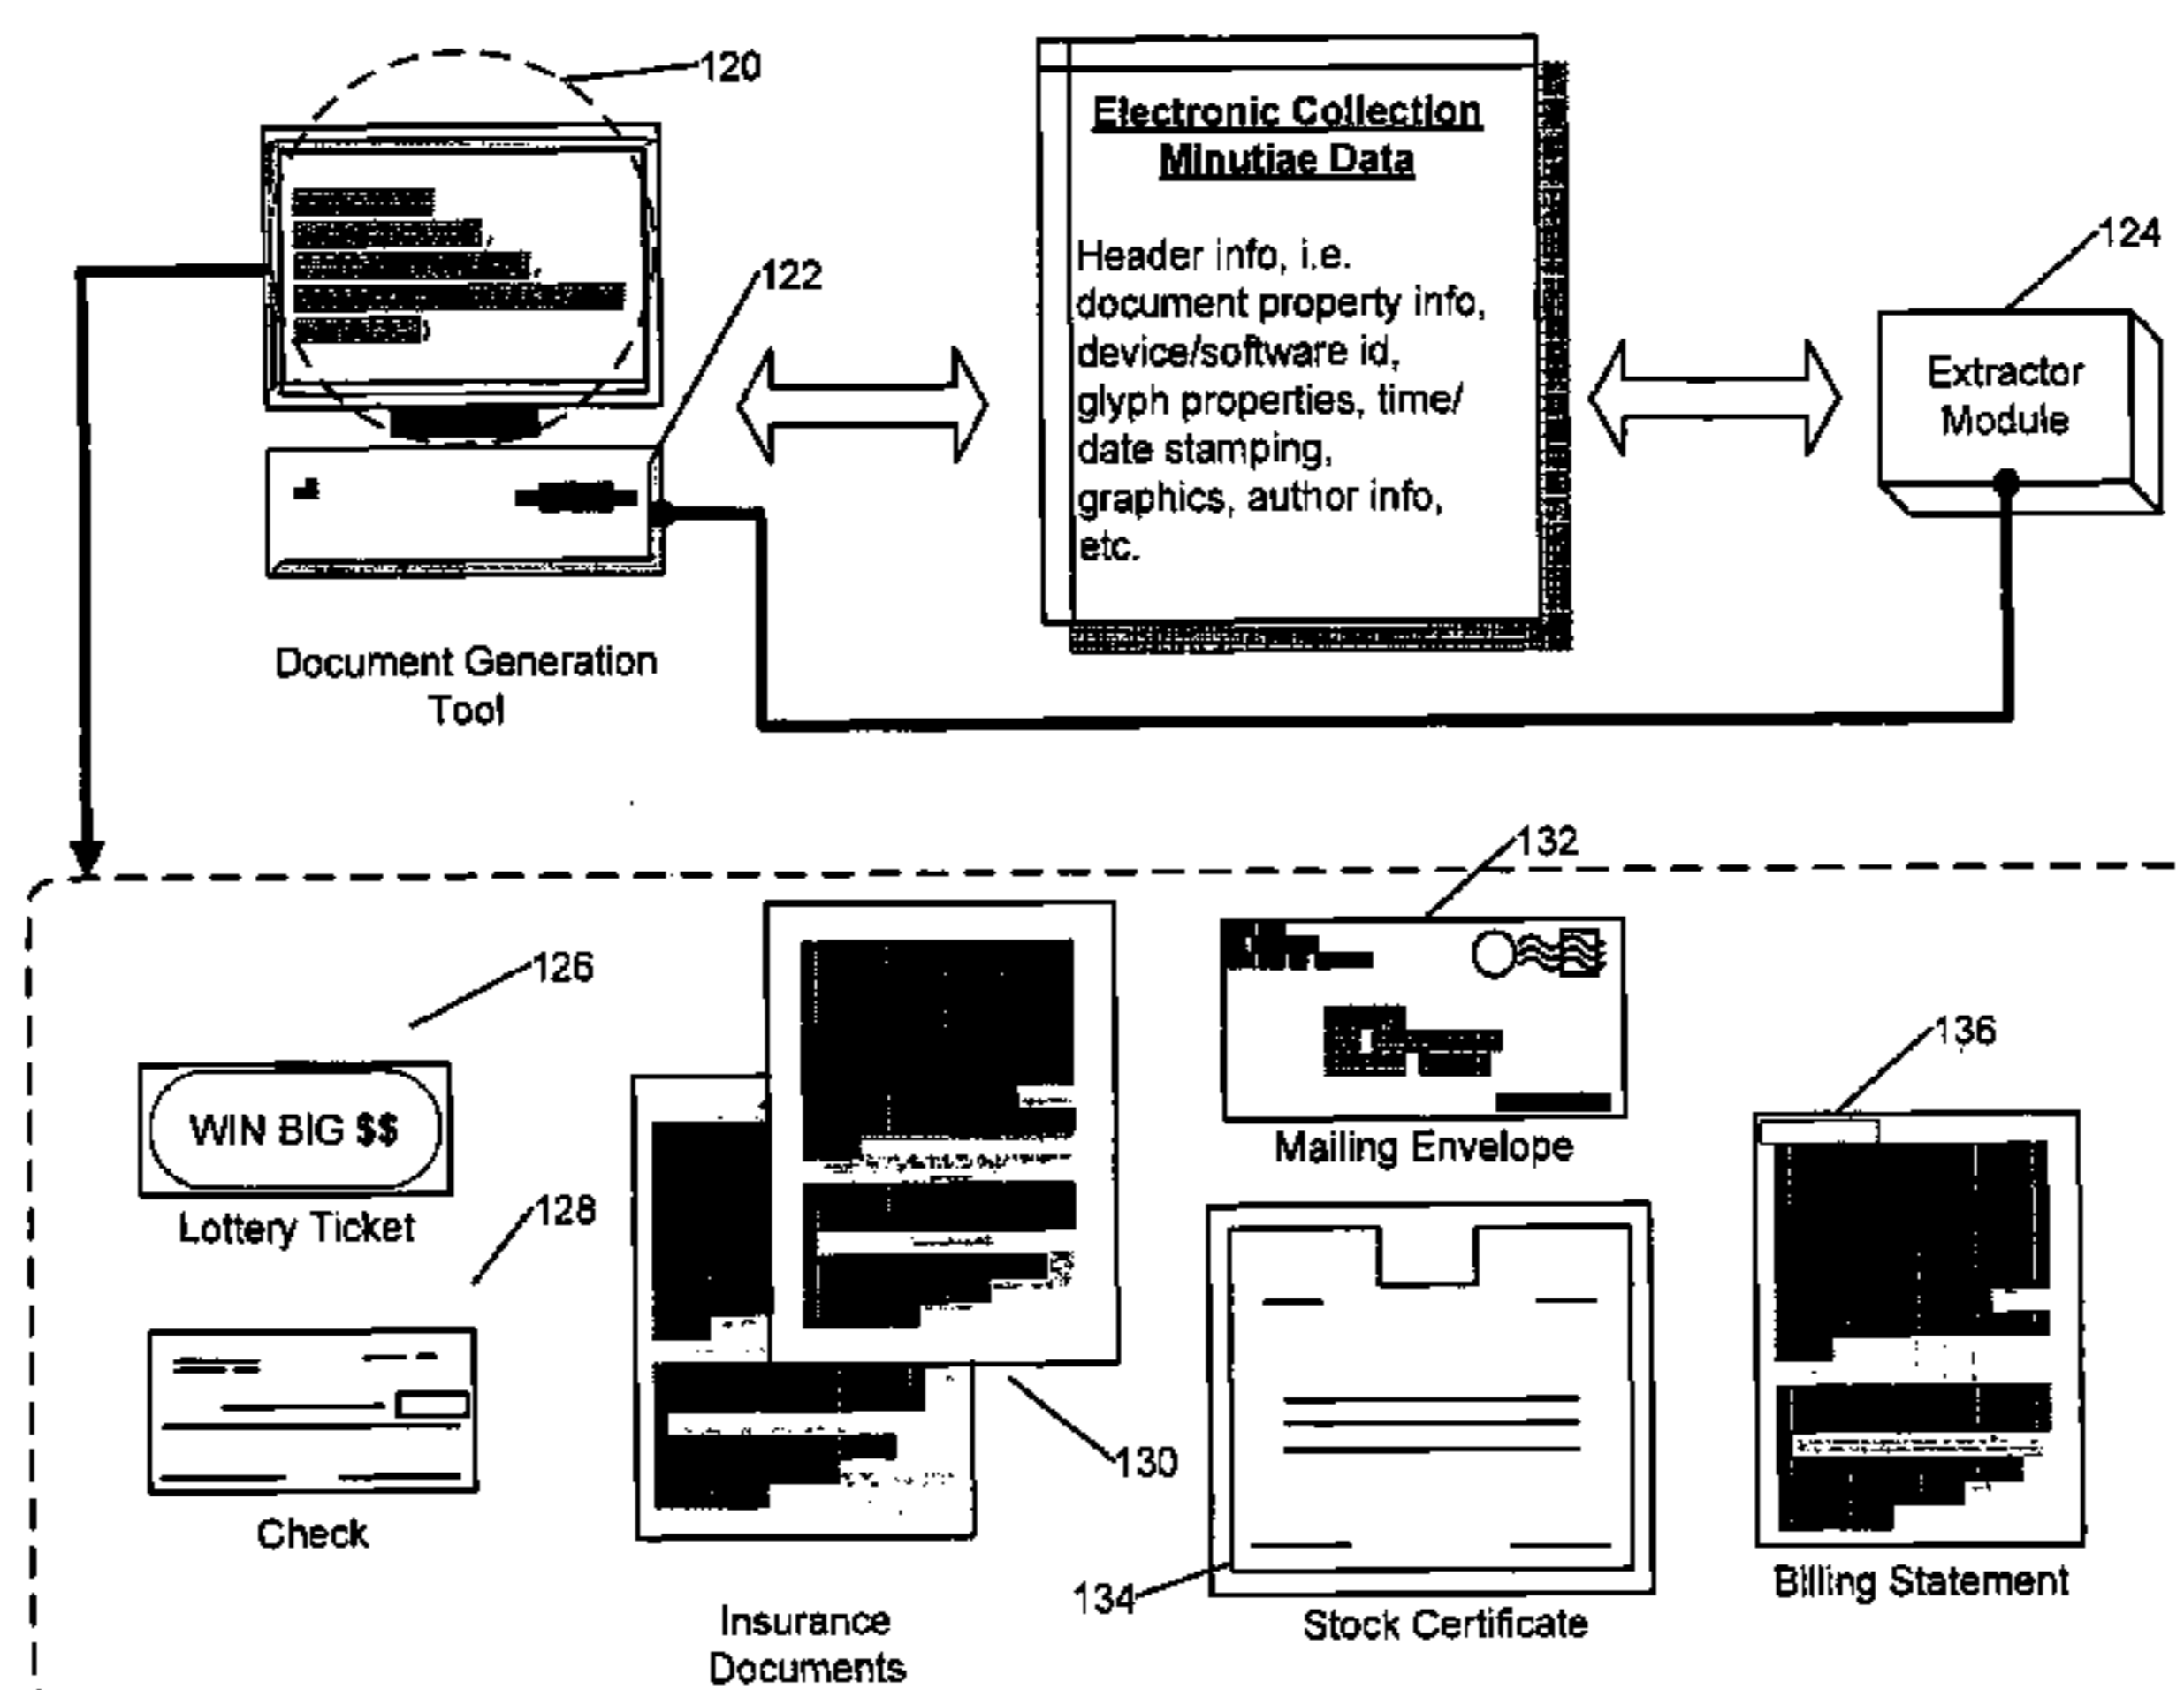 120
Electronic Collection
Minutiae Data
Header info, i.e.
document property info,
device/software id,
glyph properties, time/
date stamping,
graphics, author info,
etc.
122
124
Extractor
Module
Document Generation
Tool
126
WIN BIG $$
Lottery Ticket
128
Check
130
Insurance
Documents
132
Mailing Envelope
134
Stock Certificate
136
Billing Statement